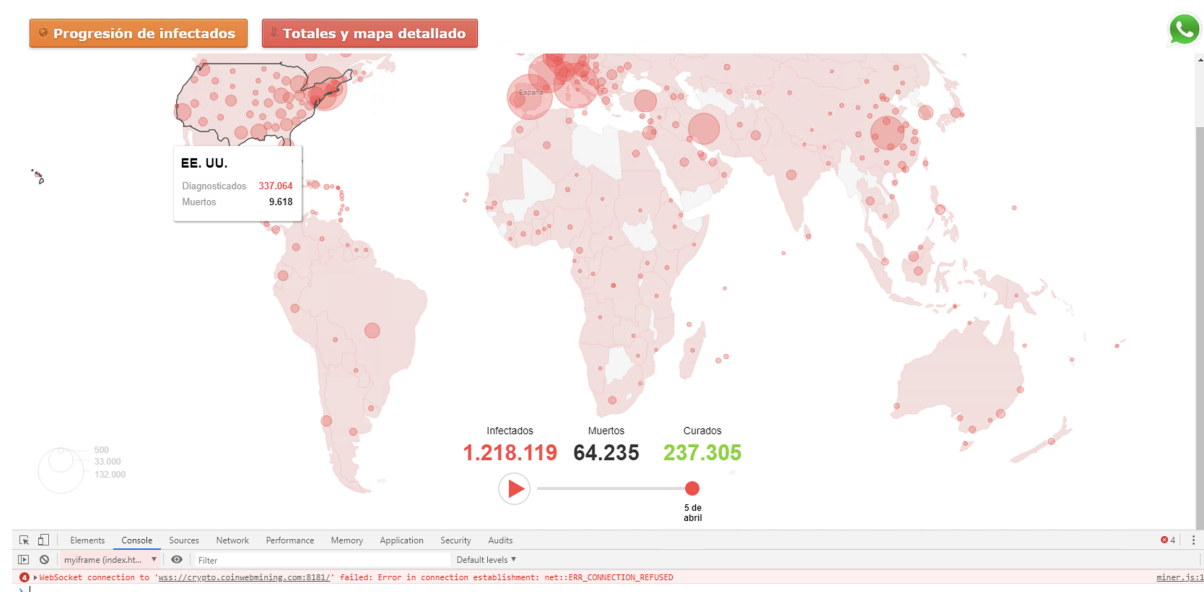 Progresión de infectados
Totales y mapa detallado
España
EE. UU.
Diagnosticados 337.064
Muertos 9.618
500
33.000
132.000
Infectados Muertos Curados
1.218.119 64.235 237.305
5 de
abril
Elements Console Sources Network Performance Memory Application Security Audits 4
myiframe (index.ht... Filter Default levels
4 WebSocket connection to 'wss://crypto.coinwebmining.com:8181/' failed: Error in connection establishment: net::ERR_CONNECTION_REFUSED miner.js:1